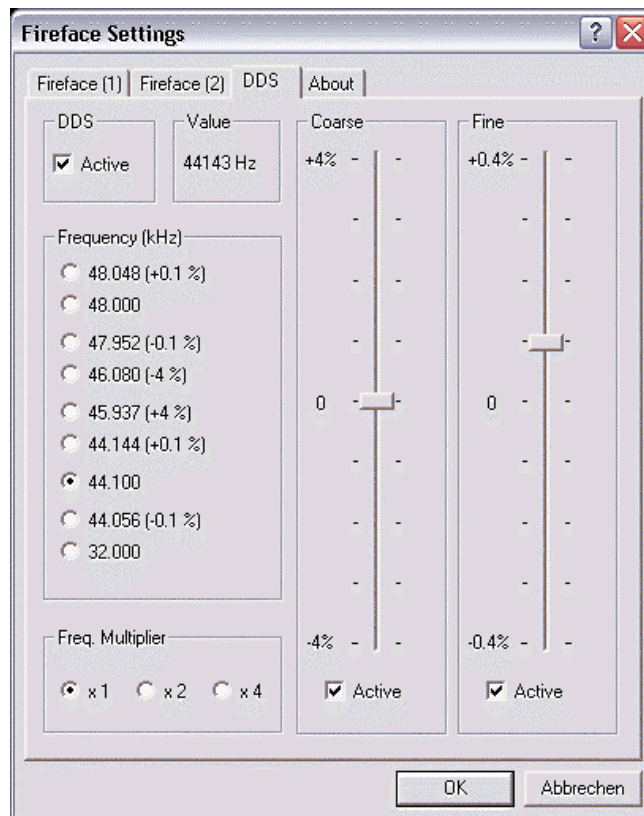 Fireface Settings
Fireface (1) Fireface (2) DDS About
DDS
Active
Value
44143 Hz
Frequency (kHz)
48.048 (+0.1 %)
48.000
47.952 (-0.1 %)
46.080 (-4 %)
45.937 (+4 %)
44.144 (+0.1 %)
44.100
44.056 (-0.1 %)
32.000
Freq. Multiplier
x 1 x 2 x 4
Coarse
+4%
0
-4%
Active
Fine
+0.4%
0
-0.4%
Active
OK Abbrechen